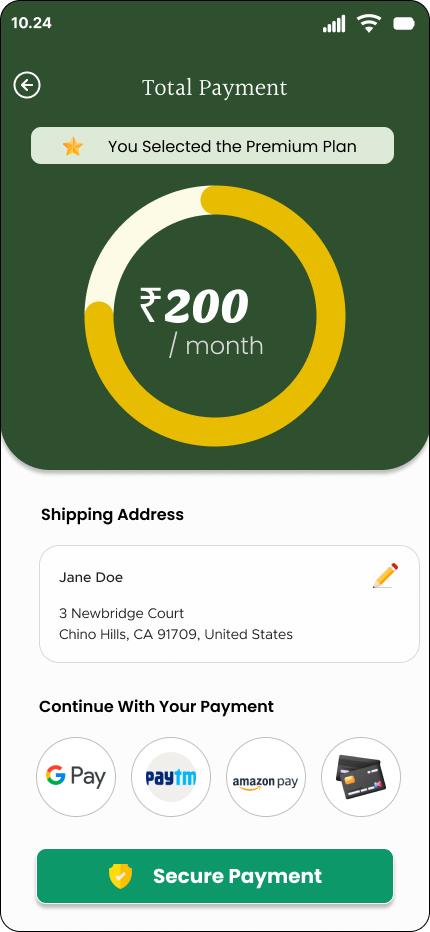 10.24
Total Payment
You Selected the Premium Plan
₹200
/ month
Shipping Address
Jane Doe
3 Newbridge Court
Chino Hills, CA 91709, United States
Continue With Your Payment
G Pay
paytm
amazon pay
Secure Payment